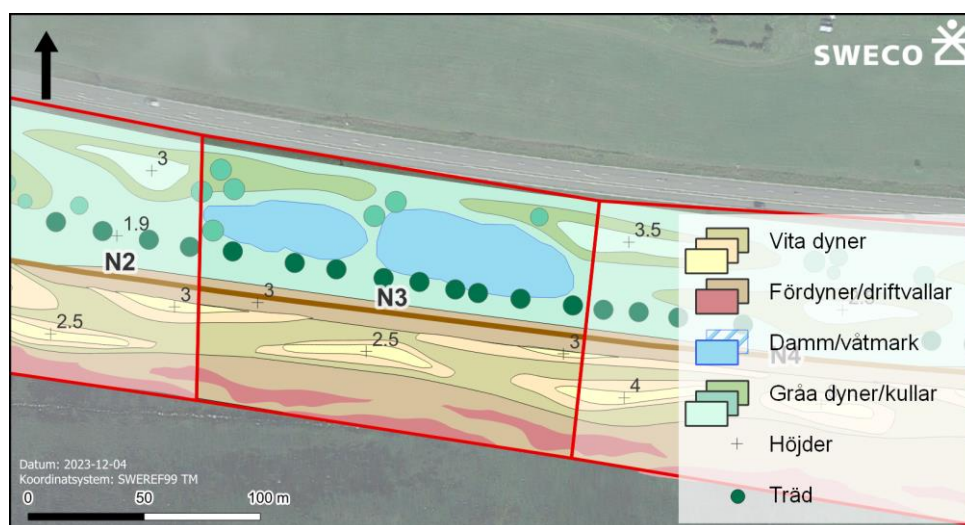 SWECO
3
3.5
1.9
N2
N3
3
3
2.5
2.5
3
4
N4
Vita dyner
Fördyner/driftvallar
Damm/våtmark
Gråa dyner/kullar
Höjder
Träd
Datum: 2023-12-04
Koordinatsystem: SWEREF99 TM
0 50 100 m